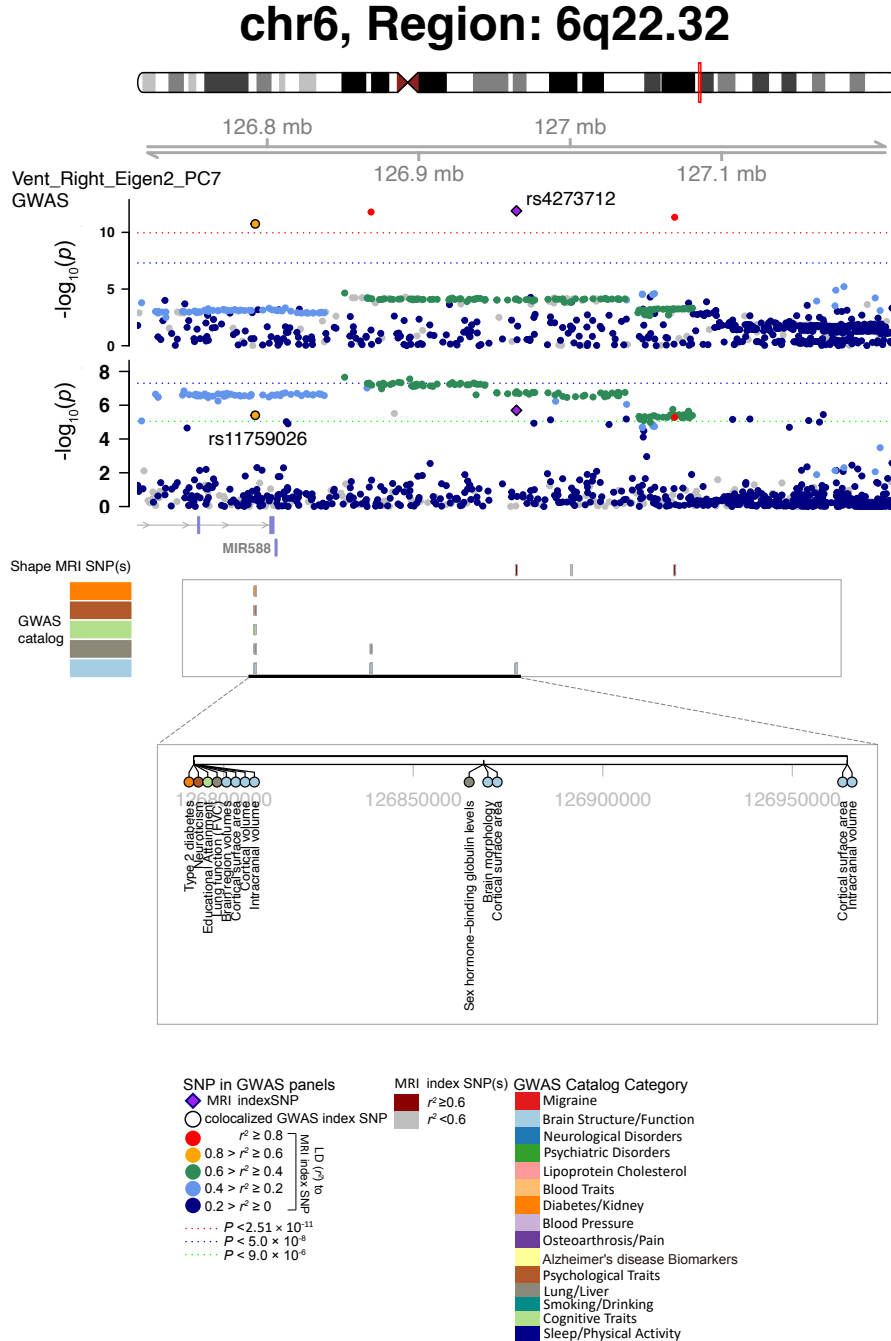 chr6, Region: 6q22.32
126.8 mb
127 mb
126.9 mb
127.1 mb
Vent_Right_Eigen2_PC7
GWAS
rs4273712
-log10(p)
10
5
0
-log10(p)
8
6
4
2
0
rs11759026
MIR588
Shape MRI SNP(s)
GWAS
catalog
126800000
126850000
126900000
126950000
Type 2 diabetes
Neuroticism
Educational Attainment
Lung function (FVC)
Brain region volumes
Cortical surface area
Cortical volume
Intracranial volume
Sex hormone−binding globulin levels
Brain morphology
Cortical surface area
Cortical surface area
Intracranial volume
SNP in GWAS panels
MRI indexSNP
colocalized GWAS index SNP
r² ≥ 0.8
0.8 > r² ≥ 0.6
0.6 > r² ≥ 0.4
0.4 > r² ≥ 0.2
0.2 > r² ≥ 0
LD (r²) to
MRI index SNP
P <2.51 × 10⁻¹¹
P < 5.0 × 10⁻⁸
P < 9.0 × 10⁻⁶
MRI index SNP(s)
r²≥0.6
r²<0.6
GWAS Catalog Category
Migraine
Brain Structure/Function
Neurological Disorders
Psychiatric Disorders
Lipoprotein Cholesterol
Blood Traits
Diabetes/Kidney
Blood Pressure
Osteoarthrosis/Pain
Alzheimer's disease Biomarkers
Psychological Traits
Lung/Liver
Smoking/Drinking
Cognitive Traits
Sleep/Physical Activity